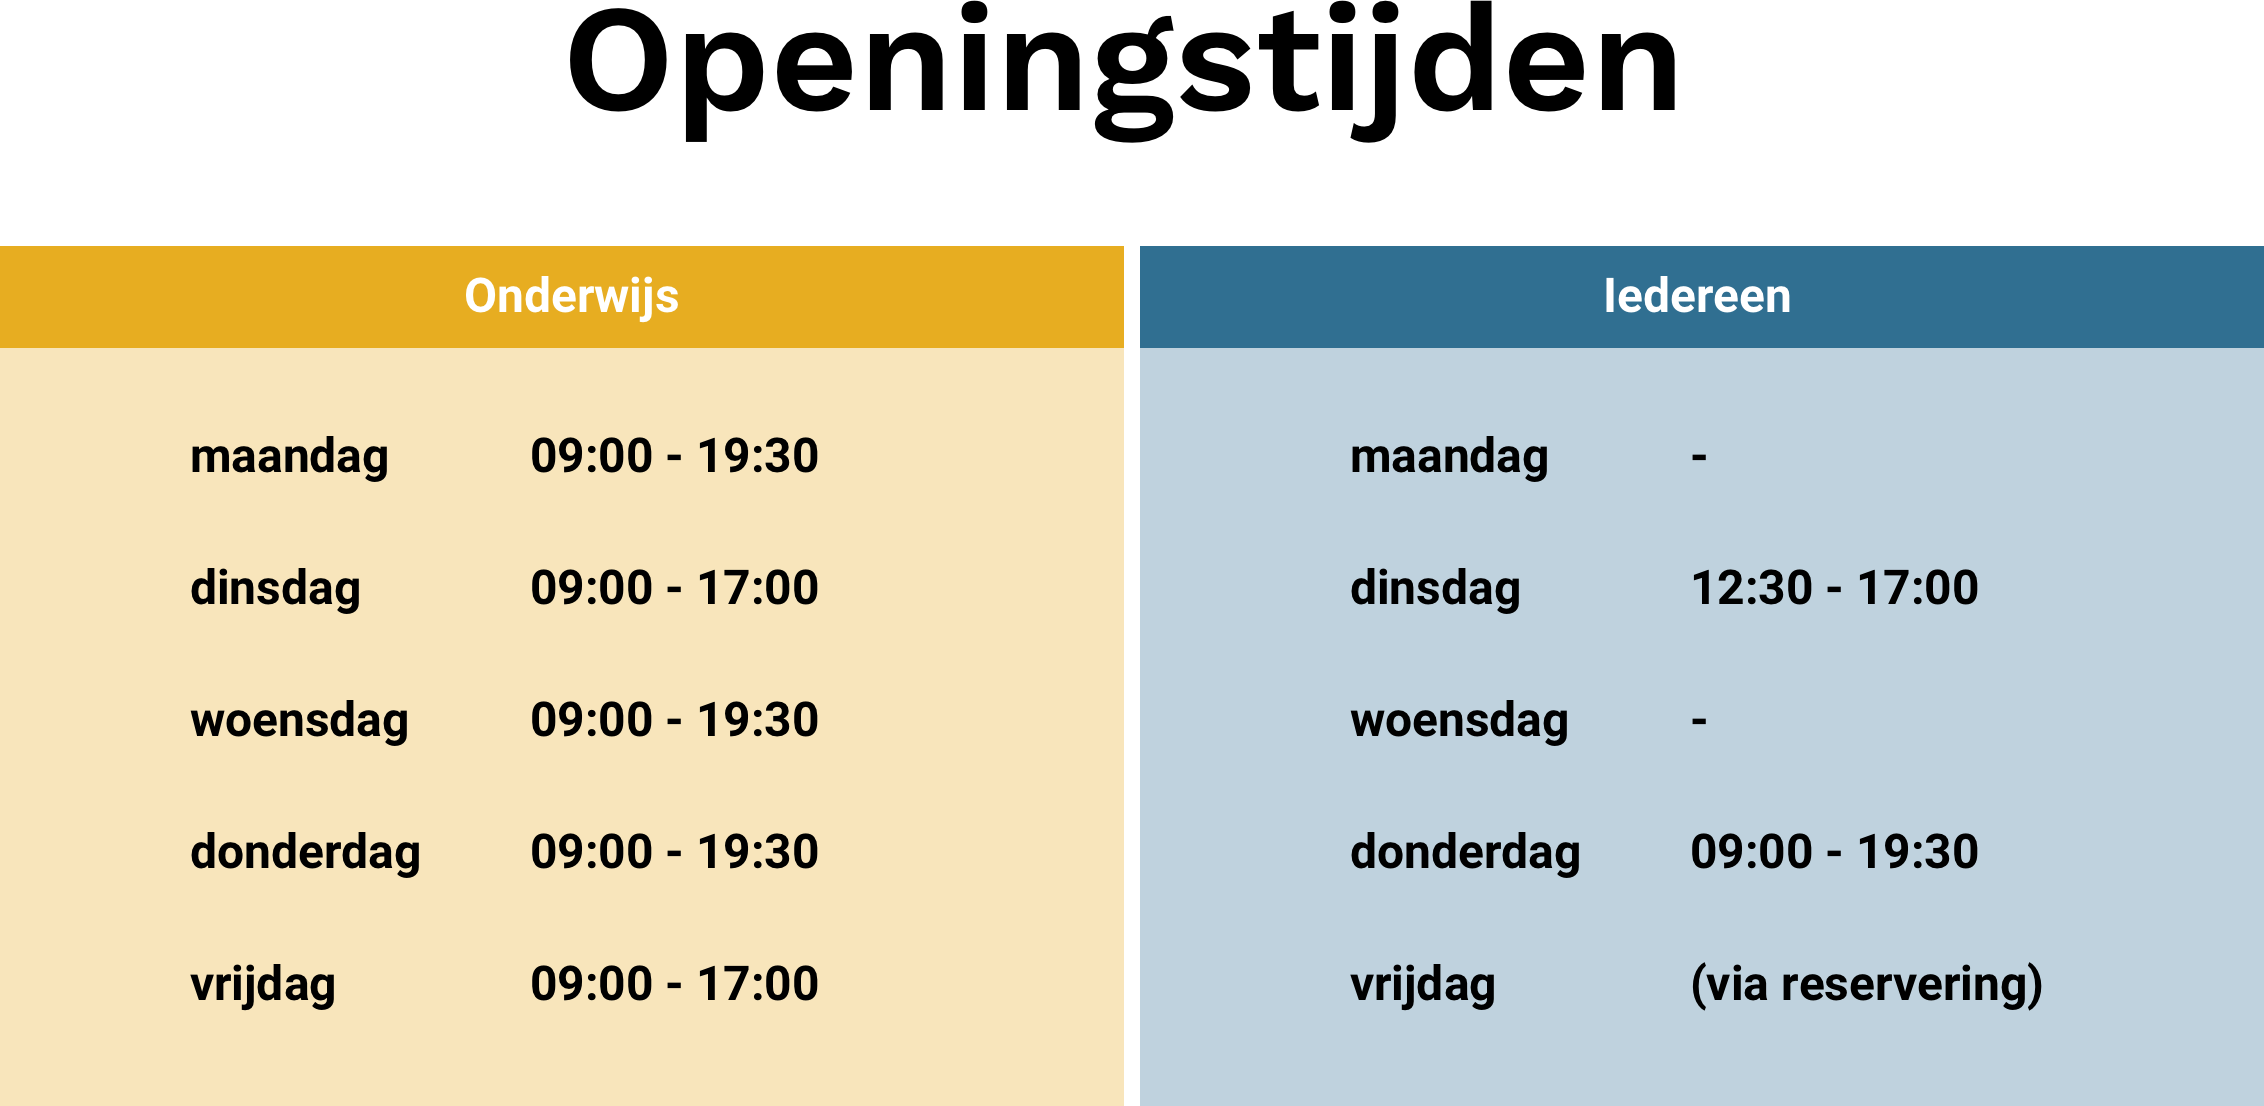 Openingstijden
Onderwijs
maandag 09:00 - 19:30
dinsdag 09:00 - 17:00
woensdag 09:00 - 19:30
donderdag 09:00 - 19:30
vrijdag 09:00 - 17:00
Iedereen
maandag -
dinsdag 12:30 - 17:00
woensdag -
donderdag 09:00 - 19:30
vrijdag (via reservering)